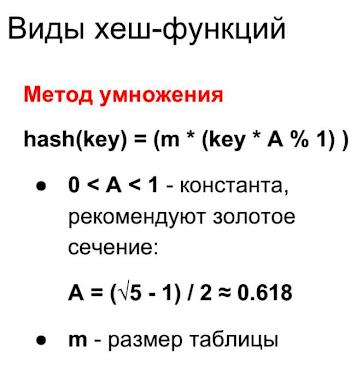 Виды хеш-функций
Метод умножения
hash(key) = (m * (key * A % 1) )
● 0 < A < 1 - константа,
рекомендуют золотое
сечение:
A = (√5 - 1) / 2 ≈ 0.618
● m - размер таблицы